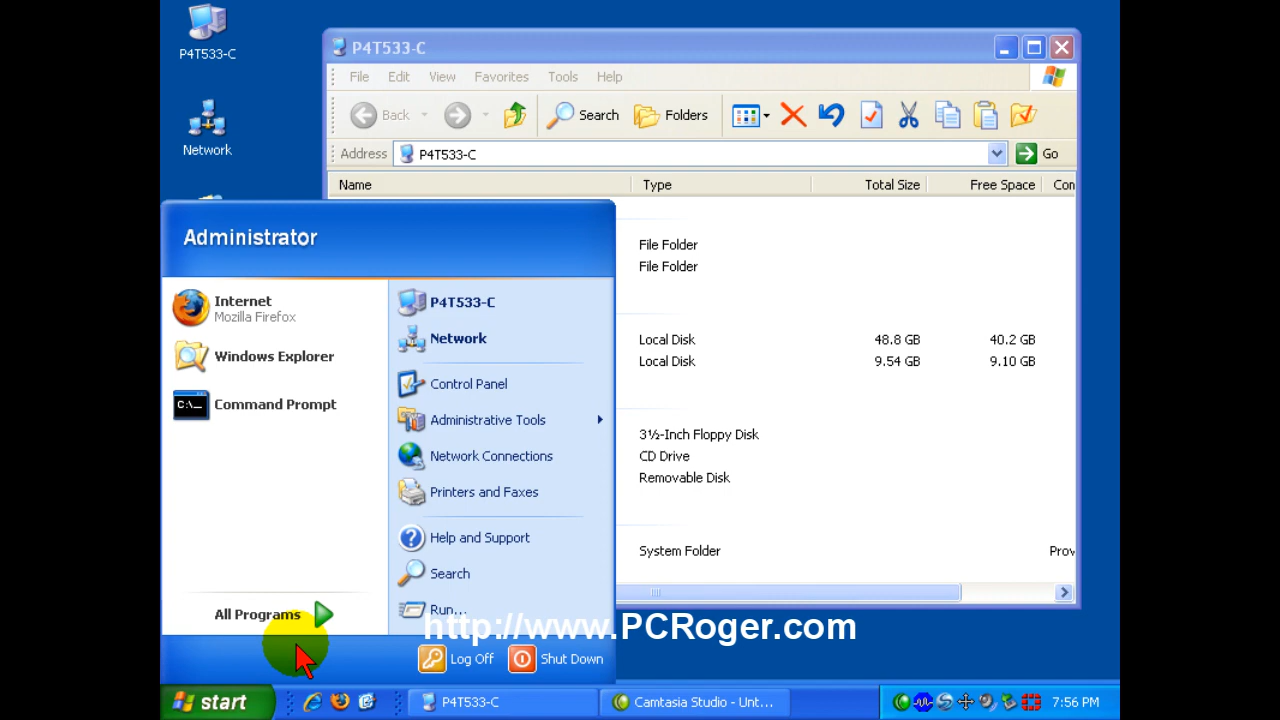 P4T533-C
Network
P4T533-C
File Edit View Favorites Tools Help
Back Search Folders
Address P4T533-C Go
Name Type Total Size Free Space Con
Administrator
File Folder
File Folder
Internet
Mozilla Firefox
Windows Explorer
C:\_
Command Prompt
P4T533-C
Network
Control Panel
Administrative Tools
Network Connections
Printers and Faxes
Help and Support
Search
Run...
Local Disk 48.8 GB 40.2 GB
Local Disk 9.54 GB 9.10 GB
3½-Inch Floppy Disk
CD Drive
Removable Disk
System Folder Prov
All Programs
http://www.PCRoger.com
Log Off Shut Down
start P4T533-C Camtasia Studio - Unt... 7:56 PM